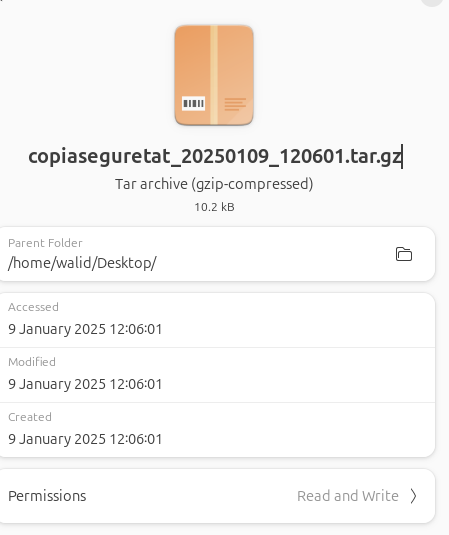 copiaseguretat_20250109_120601.tar.gz
Tar archive (gzip-compressed)
10.2 kB
Parent Folder
/home/walid/Desktop/
Accessed
9 January 2025 12:06:01
Modified
9 January 2025 12:06:01
Created
9 January 2025 12:06:01
Permissions
Read and Write